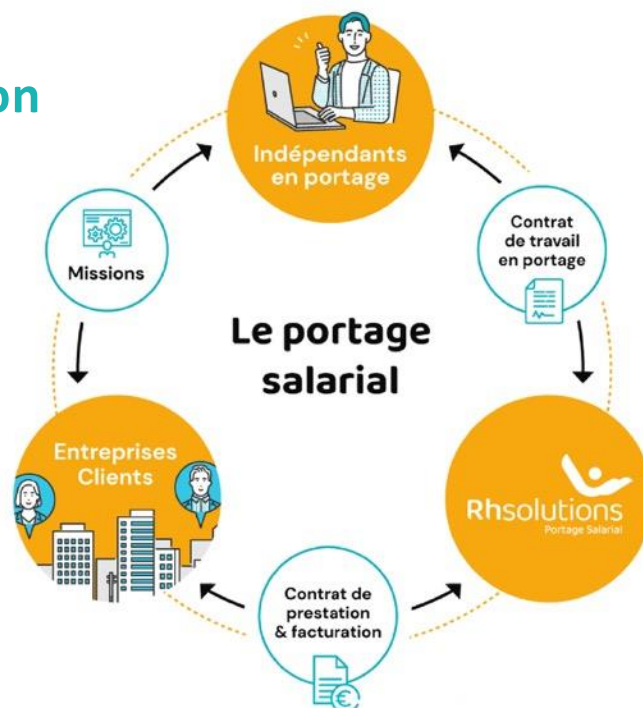 on
Indépendants
en portage
Missions
Contrat
de travail
en portage
Le portage
salarial
Entreprises
Clients
Rhsolutions
Portage Salarial
Contrat de
prestation
& facturation
€